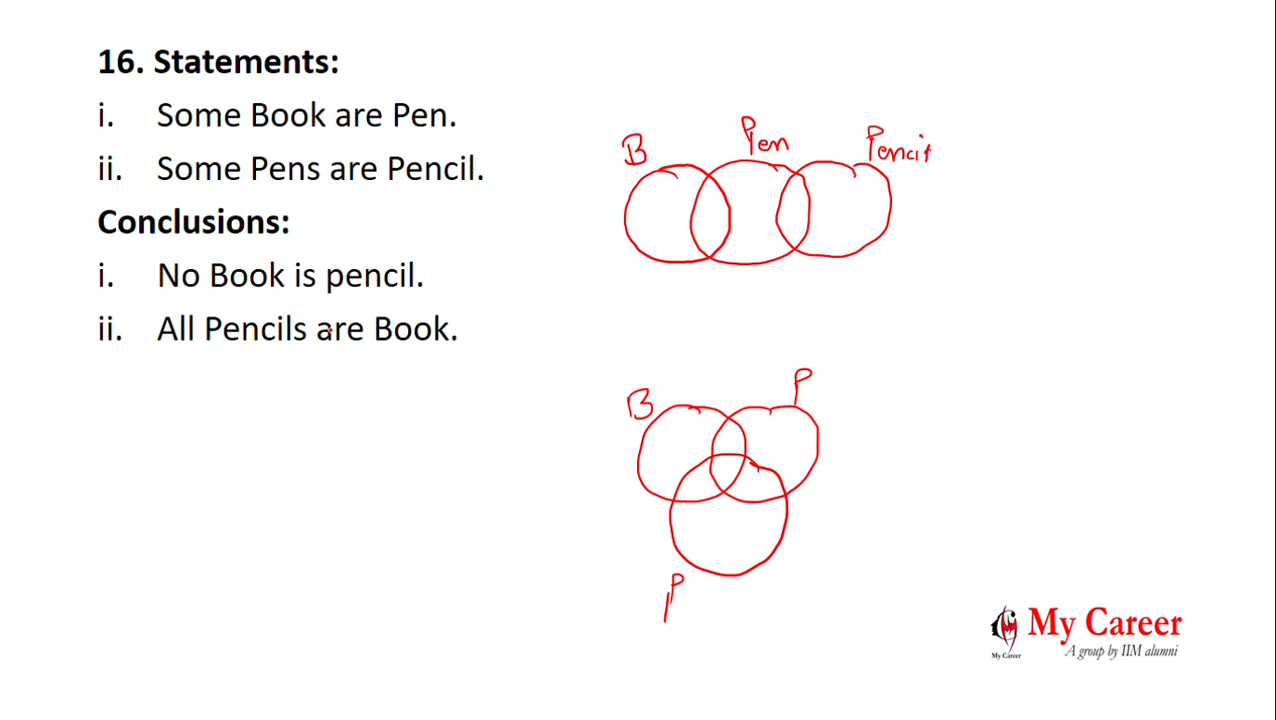 16. Statements:
i. Some Book are Pen.
ii. Some Pens are Pencil.
Conclusions:
i. No Book is pencil.
ii. All Pencils are Book.
B Pen Pencil
B P
P
My Career
A group by IIM alumni
My Career